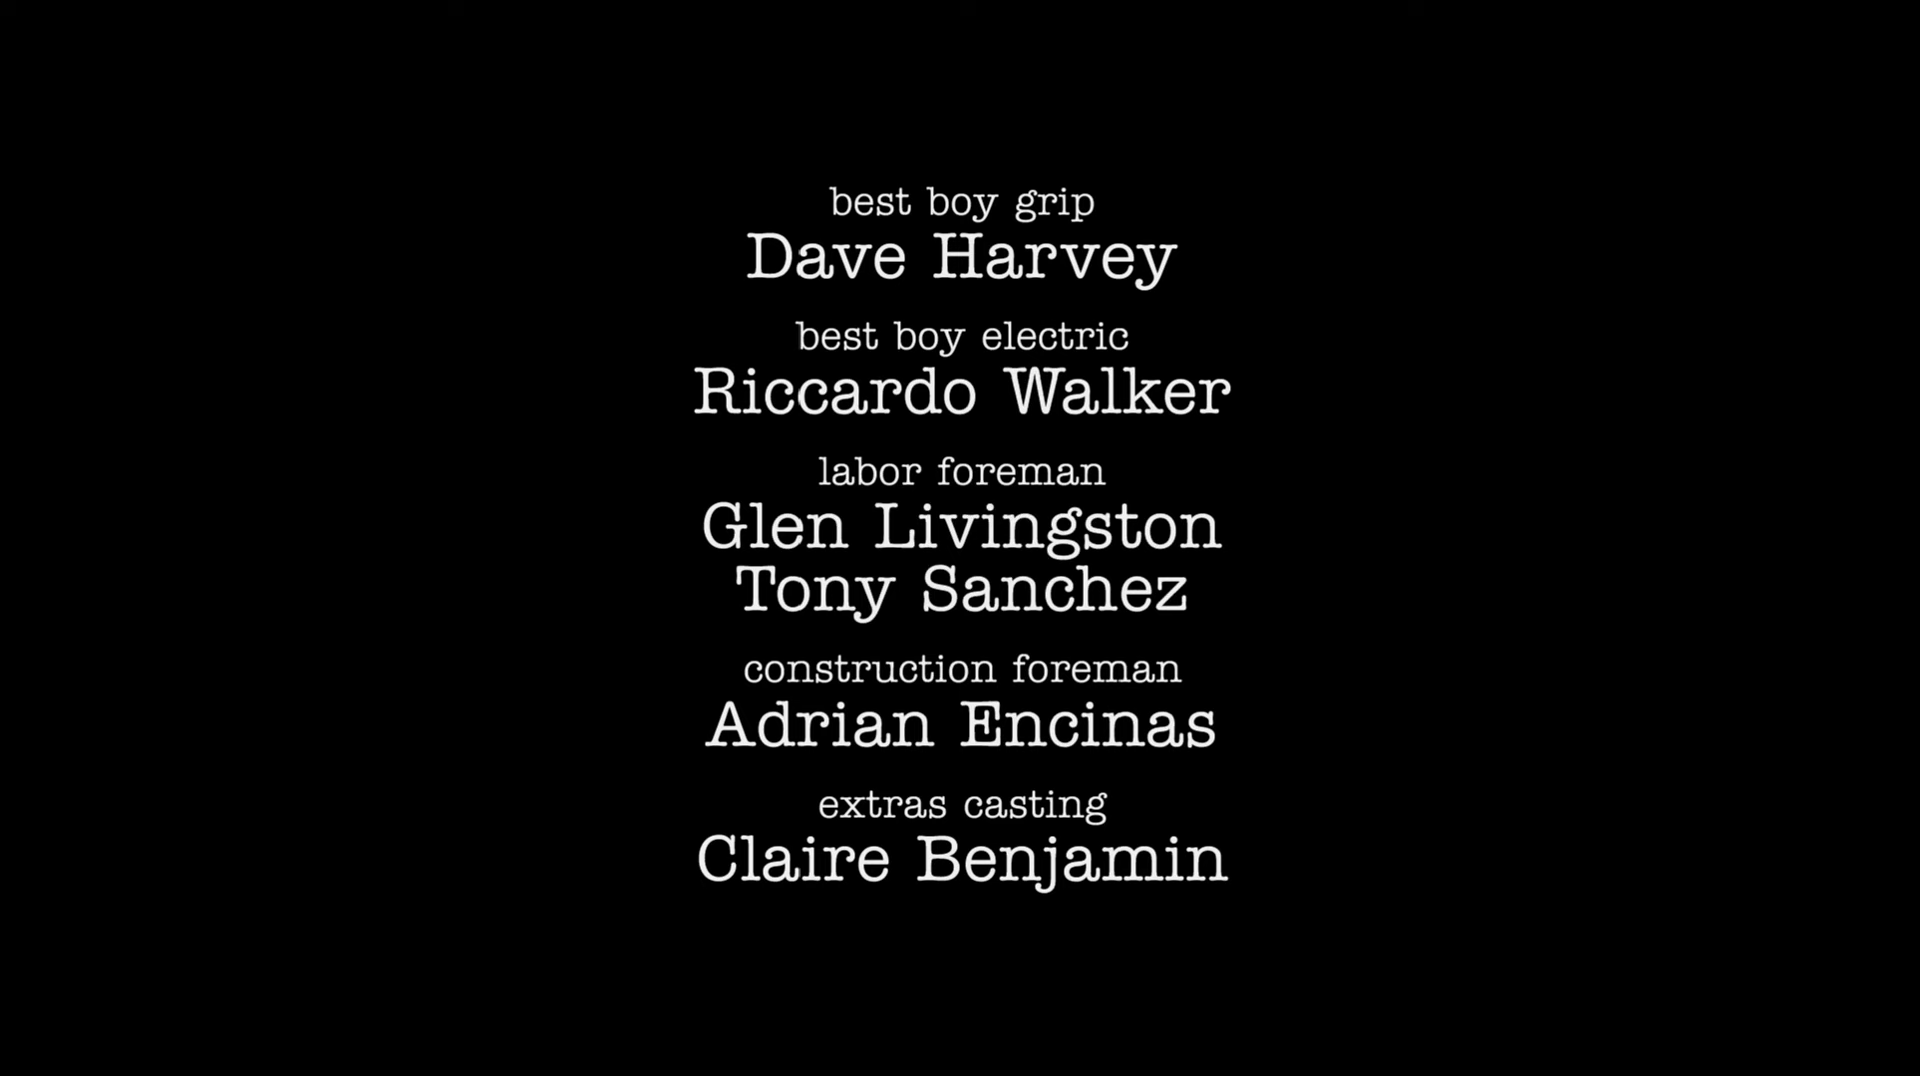 best boy grip
Dave Harvey
best boy electric
Riccardo Walker
labor foreman
Glen Livingston
Tony Sanchez
construction foreman
Adrian Encinas
extras casting
Claire Benjamin